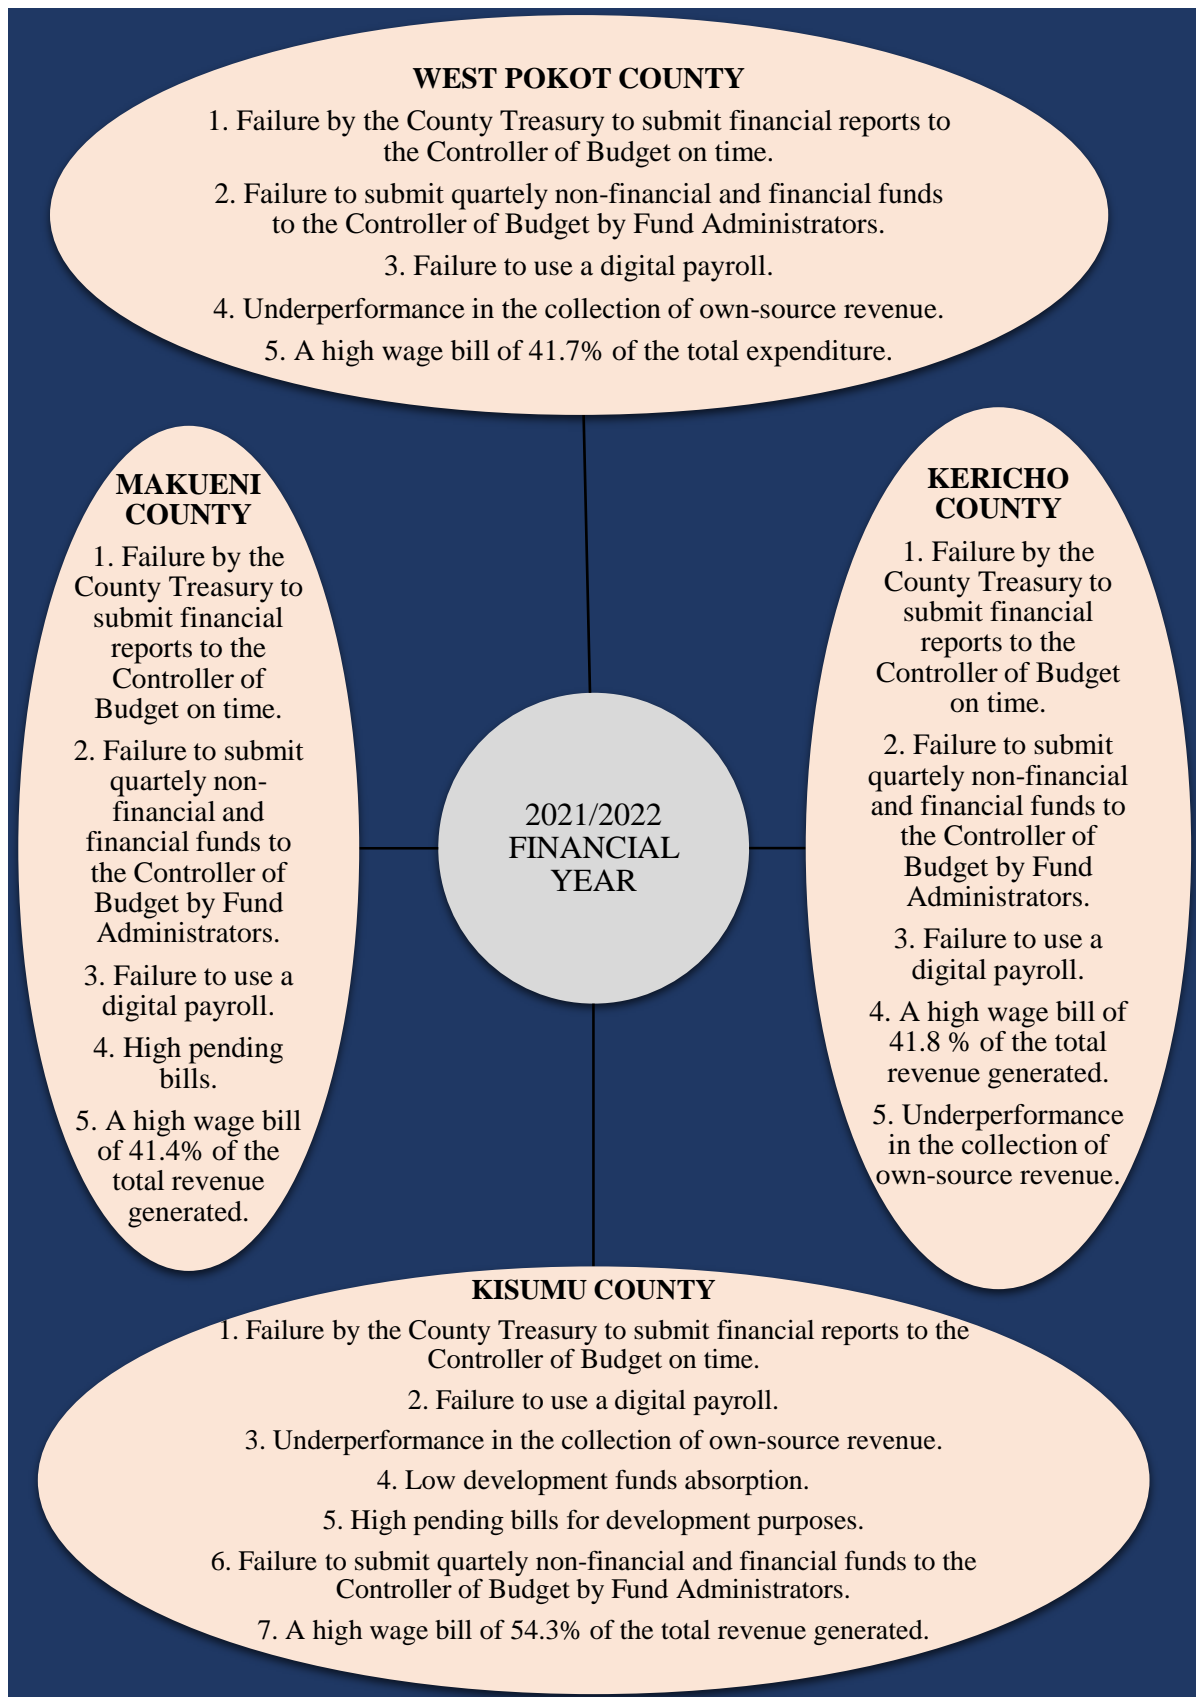 WEST POKOT COUNTY
1. Failure by the County Treasury to submit financial reports to
the Controller of Budget on time.
2. Failure to submit quartely non-financial and financial funds
to the Controller of Budget by Fund Administrators.
3. Failure to use a digital payroll.
4. Underperformance in the collection of own-source revenue.
5. A high wage bill of 41.7% of the total expenditure.
MAKUENI
COUNTY
1. Failure by the
County Treasury to
submit financial
reports to the
Controller of
Budget on time.
2. Failure to submit
quartely non-
financial and
financial funds to
the Controller of
Budget by Fund
Administrators.
3. Failure to use a
digital payroll.
4. High pending
bills.
5. A high wage bill
of 41.4% of the
total revenue
generated.
2021/2022
FINANCIAL
YEAR
KERICHO
COUNTY
1. Failure by the
County Treasury to
submit financial
reports to the
Controller of Budget
on time.
2. Failure to submit
quartely non-financial
and financial funds to
the Controller of
Budget by Fund
Administrators.
3. Failure to use a
digital payroll.
4. A high wage bill of
41.8 % of the total
revenue generated.
5. Underperformance
in the collection of
own-source revenue.
KISUMU COUNTY
1. Failure by the County Treasury to submit financial reports to the
Controller of Budget on time.
2. Failure to use a digital payroll.
3. Underperformance in the collection of own-source revenue.
4. Low development funds absorption.
5. High pending bills for development purposes.
6. Failure to submit quartely non-financial and financial funds to the
Controller of Budget by Fund Administrators.
7. A high wage bill of 54.3% of the total revenue generated.